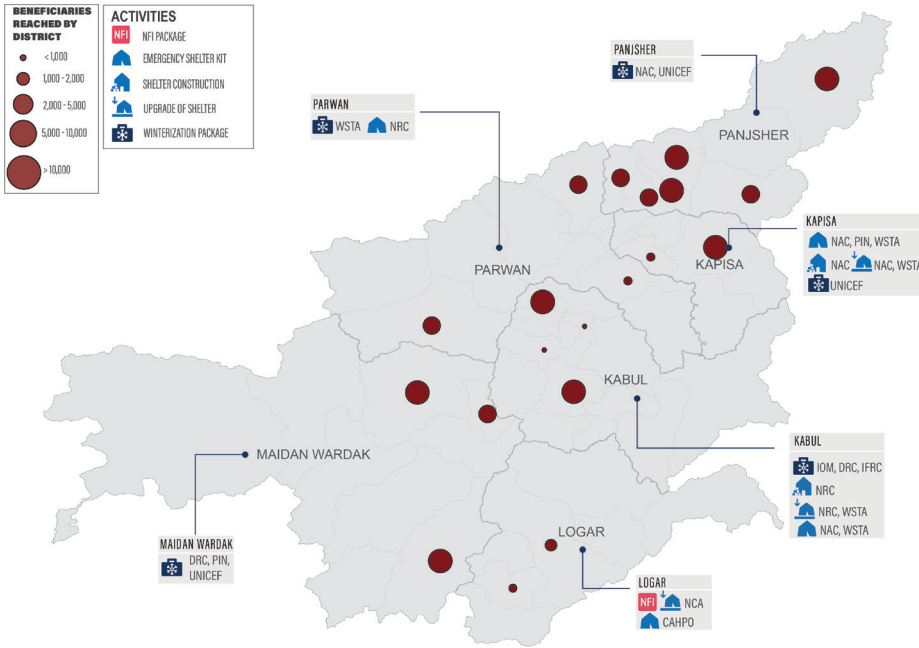 BENEFICIARIES
REACHED BY
DISTRICT
<1,000
1,000 - 2,000
2,000 - 5,000
5,000 - 10,000
>10,000
ACTIVITIES
NFI NFI PACKAGE
EMERGENCY SHELTER KIT
SHELTER CONSTRUCTION
UPGRADE OF SHELTER
WINTERIZATION PACKAGE
PANJSHER
NAC, UNICEF
PARWAN
WSTA NRC
PANJSHER
KAPISA
NAC, PIN, WSTA
NAC NAC, WSTA
UNICEF
KAPISA
PARWAN
KABUL
MAIDAN WARDAK
KABUL
IOM, DRC, IFRC
NRC
NRC, WSTA
NAC, WSTA
LOGAR
MAIDAN WARDAK
DRC, PIN,
UNICEF
LOGAR
NFI NCA
CAHPO